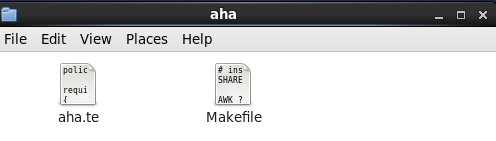 aha
File Edit View Places Help
polic
requi
{
# ins
SHARE
AWK ?
aha.te Makefile